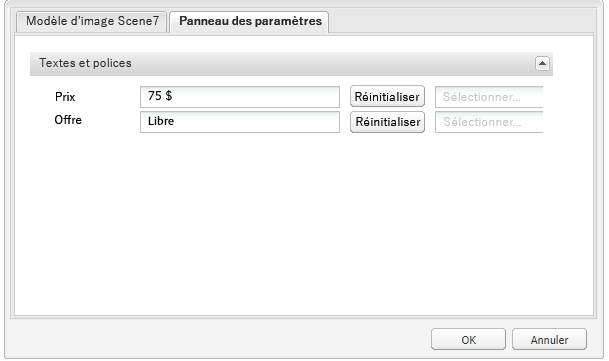 Modèle d'image Scene7 Panneau des paramètres
Textes et polices
Prix 75 $ Réinitialiser Sélectionner...
Offre Libre Réinitialiser Sélectionner...
OK Annuler